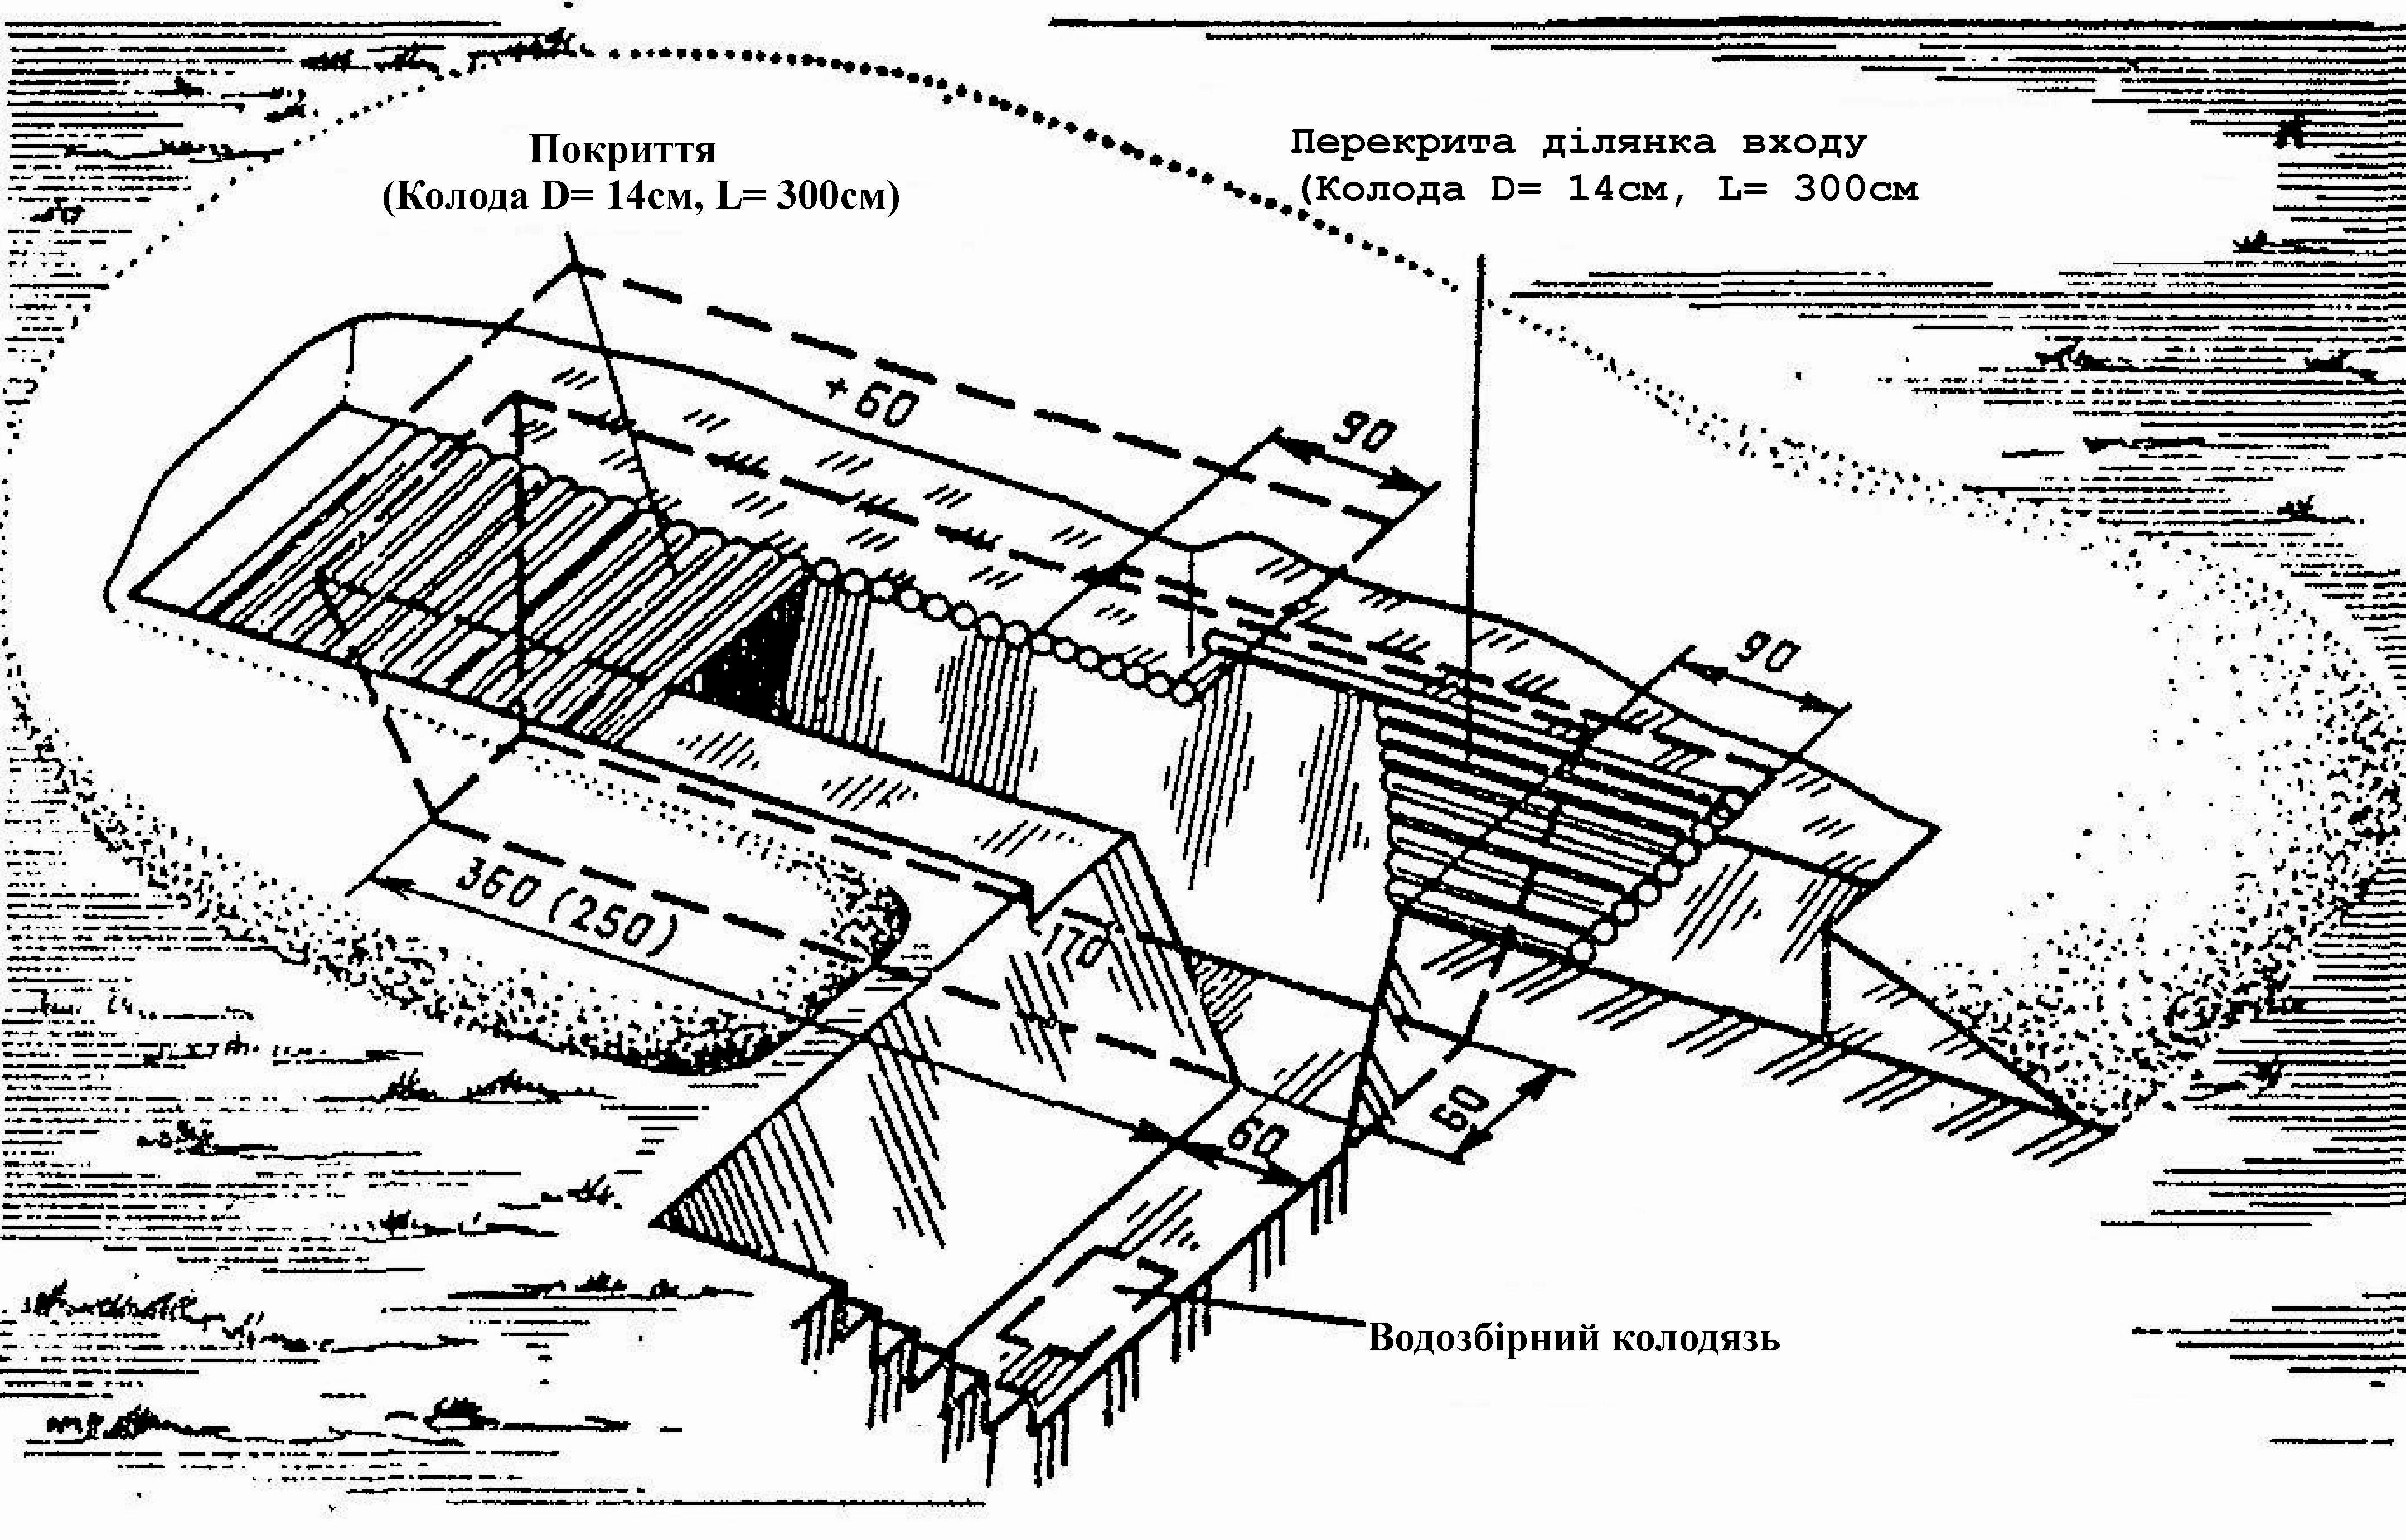 Покриття
(Колода D= 14см, L= 300см)
Перекрита ділянка входу
(Колода D= 14см, L= 300см
+60
90
90
360 (250)
170
60
60
Водозбірний колодязь